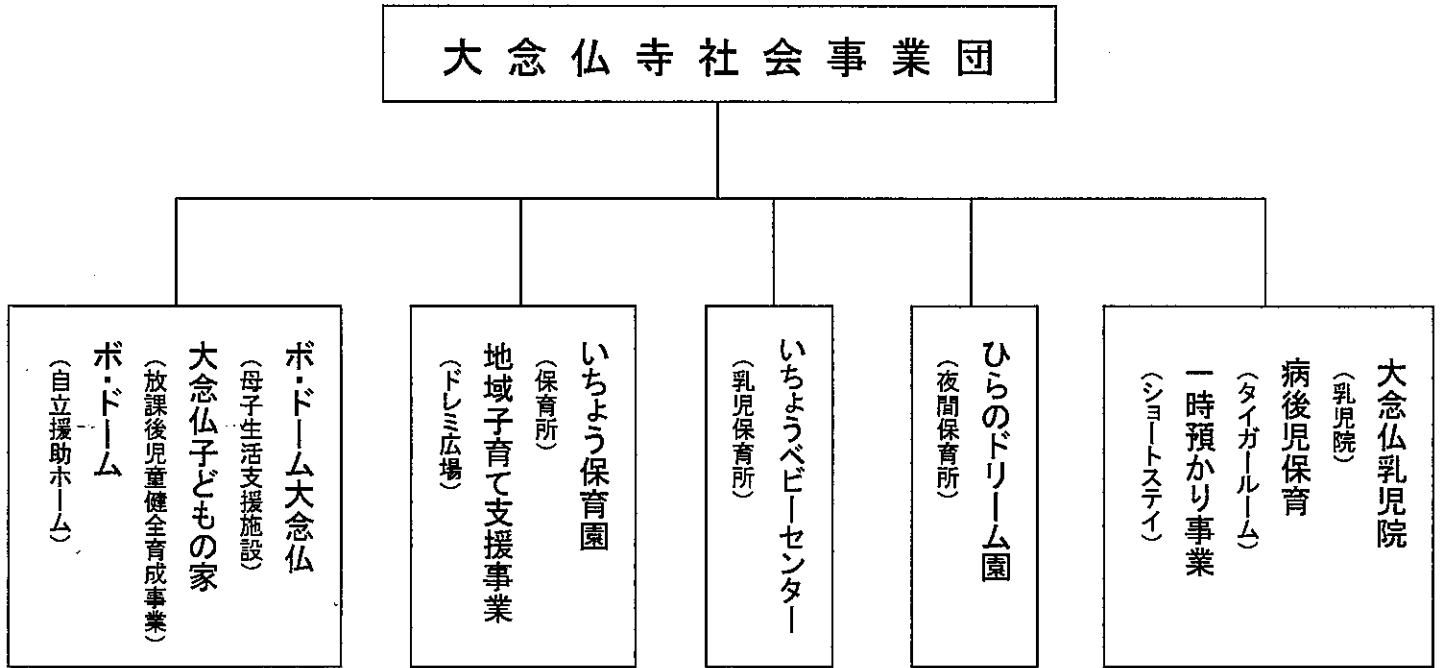 大念仏寺社会事業団
大念仏乳児院
（乳児院）
病後児保育
（タイガールーム）
一時預かり事業
（ショートステイ）
ひらのドリーム園
（夜間保育所）
いちょうベビーセンター
（乳児保育所）
いちょう保育園
（保育所）
地域子育て支援事業
（ドレミ広場）
ボ・ドーム大念仏
（母子生活支援施設）
大念仏子どもの家
（放課後児童健全育成事業）
ボ・ドーム
（自立援助ホーム）